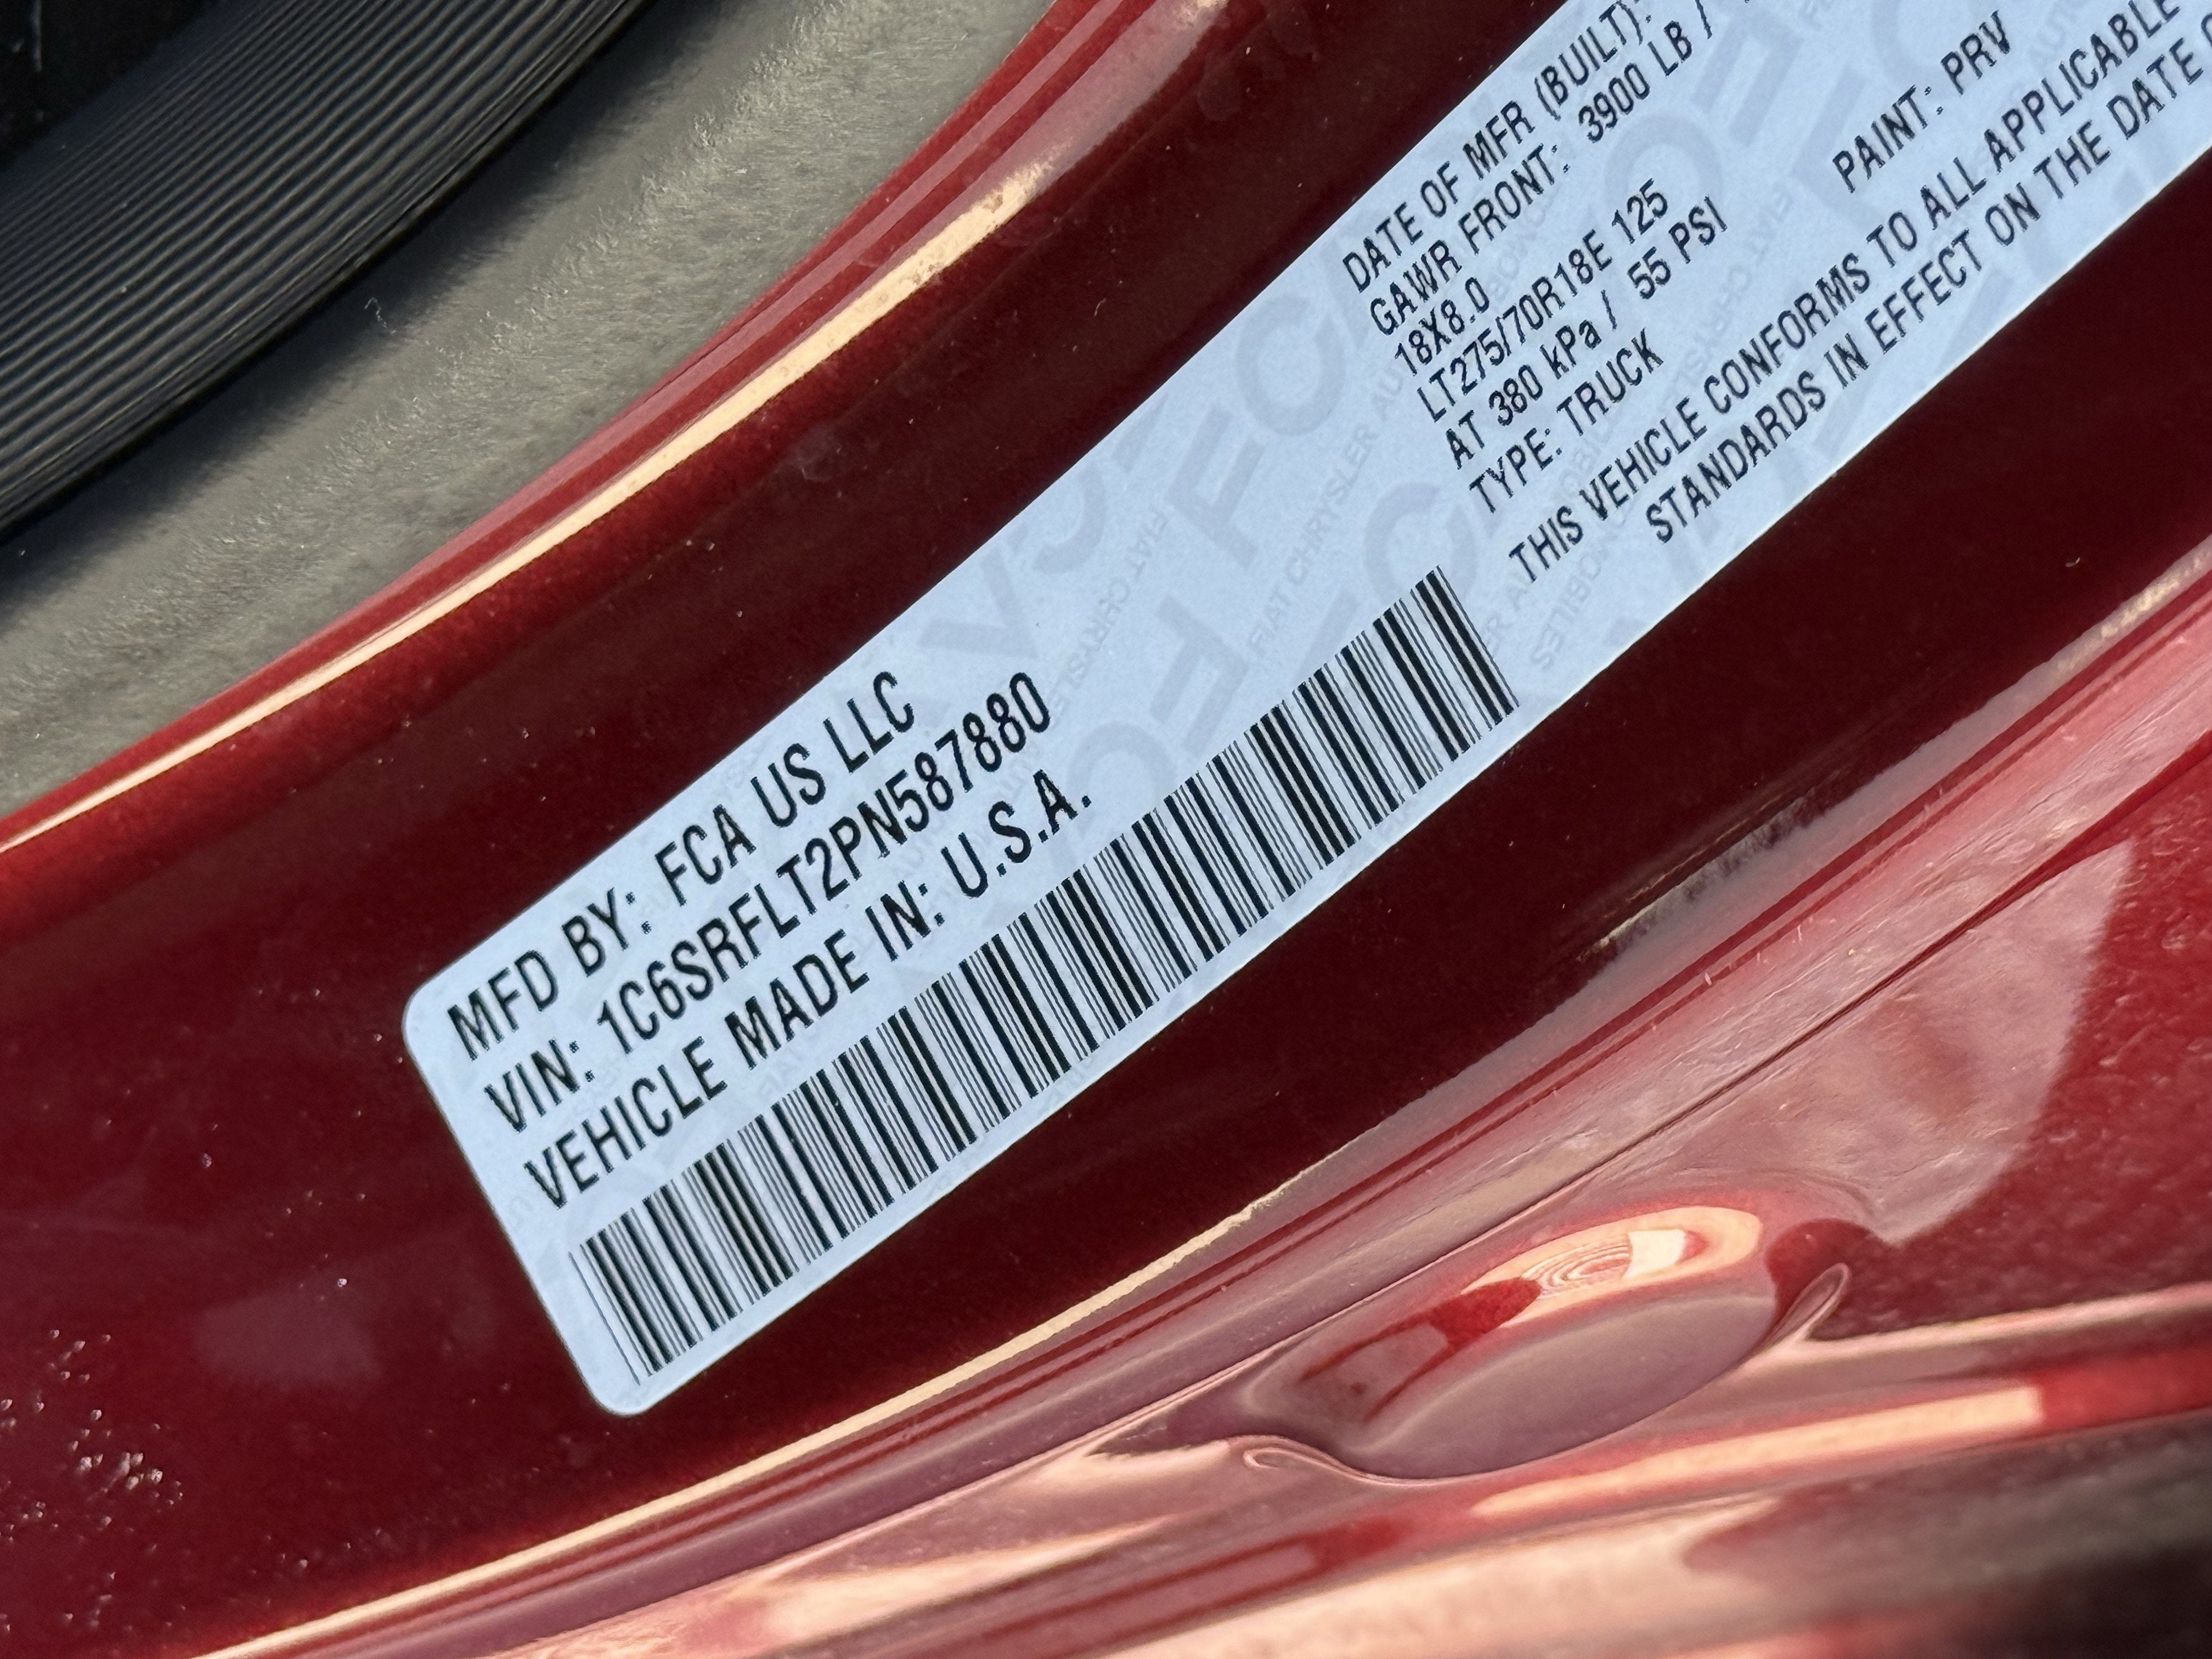 MFD BY: FCA US LLC
VIN: 1C6SRFLT2PN587880
VEHICLE MADE IN: U.S.A.
DATE OF MFR (BUILT):
GAWR FRONT: 3900 LB /
18X8.0
LT275/70R18E 125
AT 380 kPa / 55 PSI
TYPE: TRUCK
PAINT: PRV
THIS VEHICLE CONFORMS TO ALL APPLICABLE
STANDARDS IN EFFECT ON THE DATE